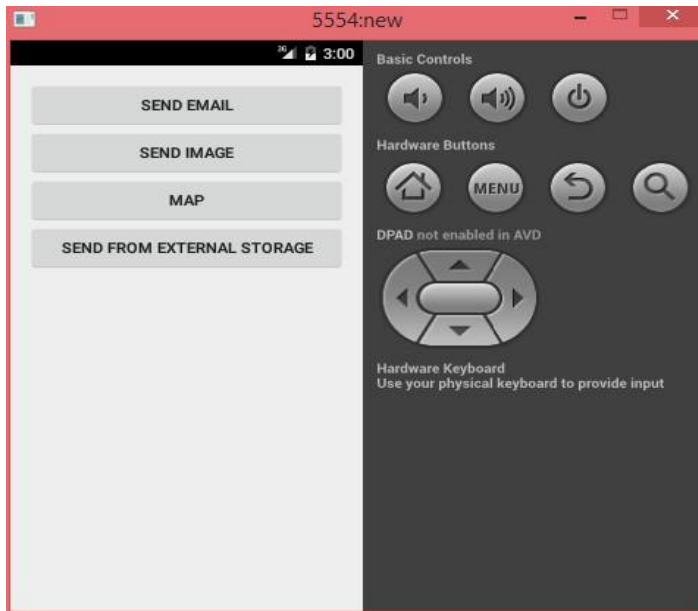 5554:new
3G 3:00
SEND EMAIL
SEND IMAGE
MAP
SEND FROM EXTERNAL STORAGE
Basic Controls
Hardware Buttons
MENU
DPAD not enabled in AVD
Hardware Keyboard
Use your physical keyboard to provide input